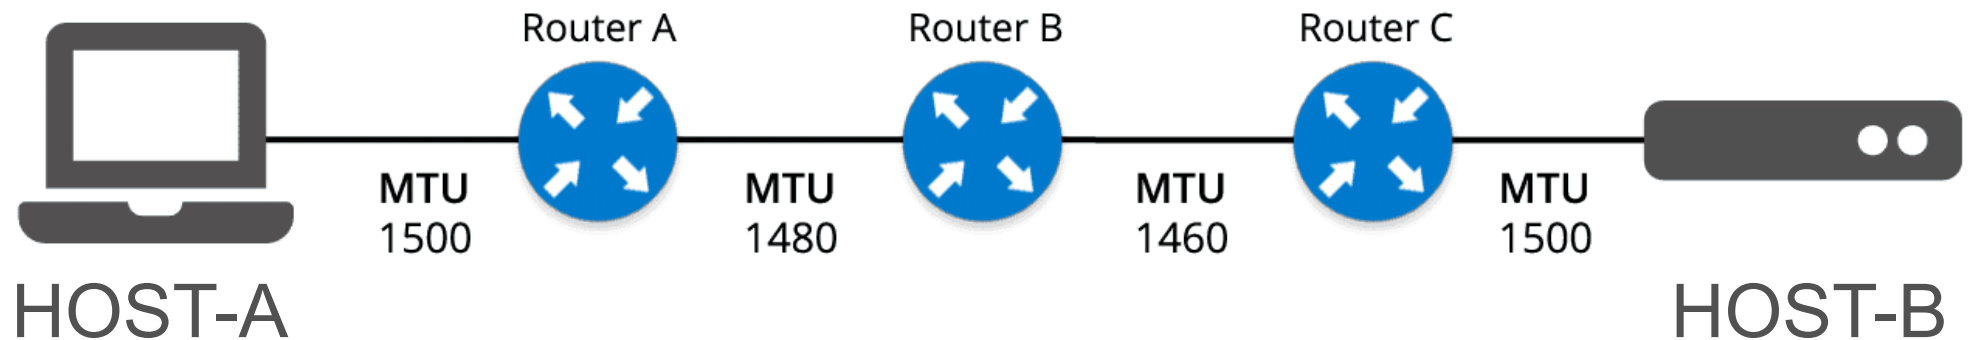 Router A
Router B
Router C
MTU
1500
MTU
1480
MTU
1460
MTU
1500
HOST-A
HOST-B